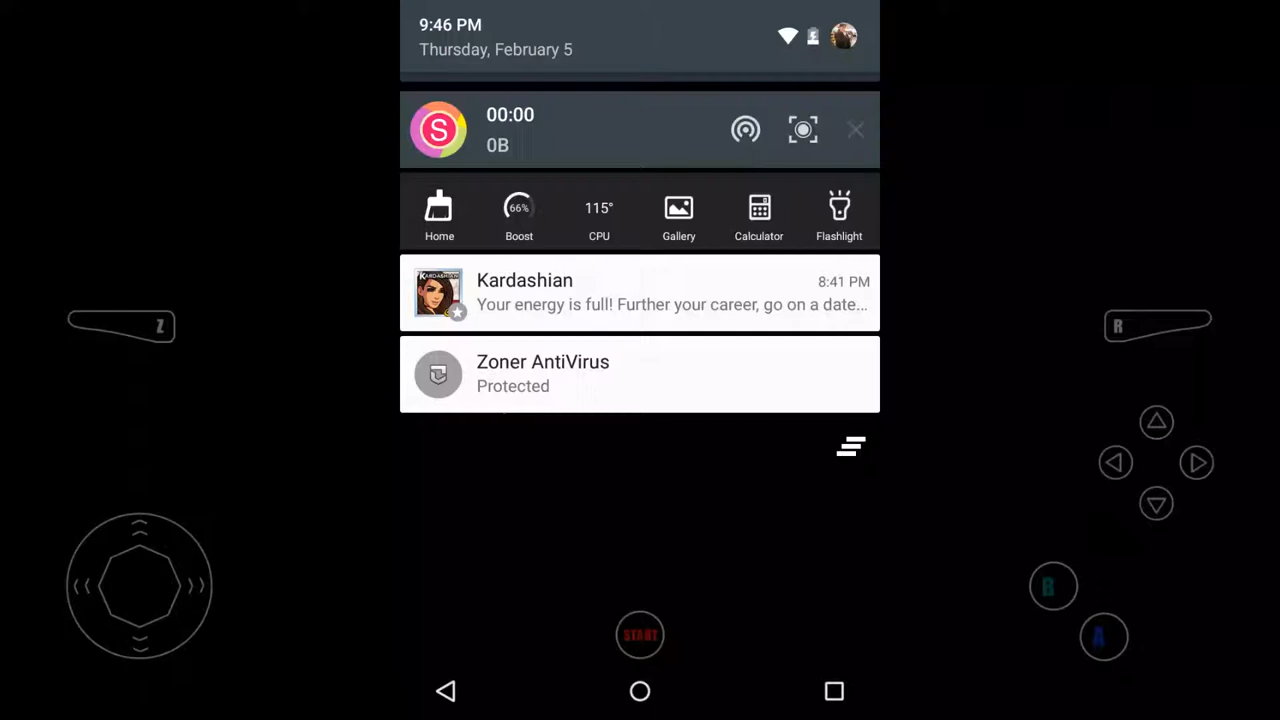 9:46 PM
Thursday, February 5
S
00:00
0B
66%
115°
Home
Boost
CPU
Gallery
Calculator
Flashlight
KARDASHIAN
Kardashian
8:41 PM
Your energy is full! Further your career, go on a date...
Zoner AntiVirus
Protected
Z
R
B
START
A